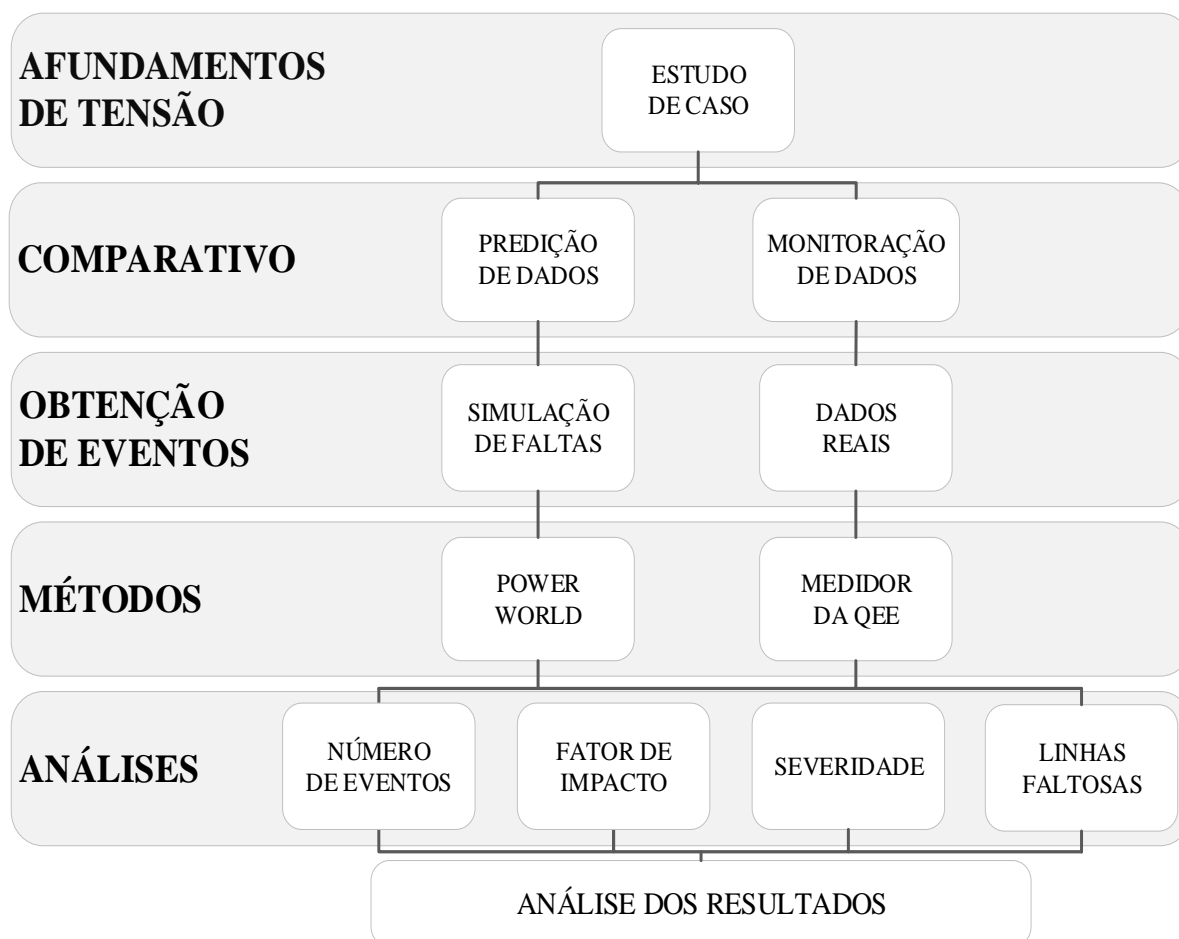 AFUNDAMENTOS
DE TENSÃO
ESTUDO
DE CASO
COMPARATIVO
PREDIÇÃO
DE DADOS
MONITORAÇÃO
DE DADOS
OBTENÇÃO
DE EVENTOS
SIMULAÇÃO
DE FALTAS
DADOS
REAIS
MÉTODOS
POWER
WORLD
MEDIDOR
DA QEE
ANÁLISES
NÚMERO
DE EVENTOS
FATOR DE
IMPACTO
SEVERIDADE
LINHAS
FALTOSAS
ANÁLISE DOS RESULTADOS